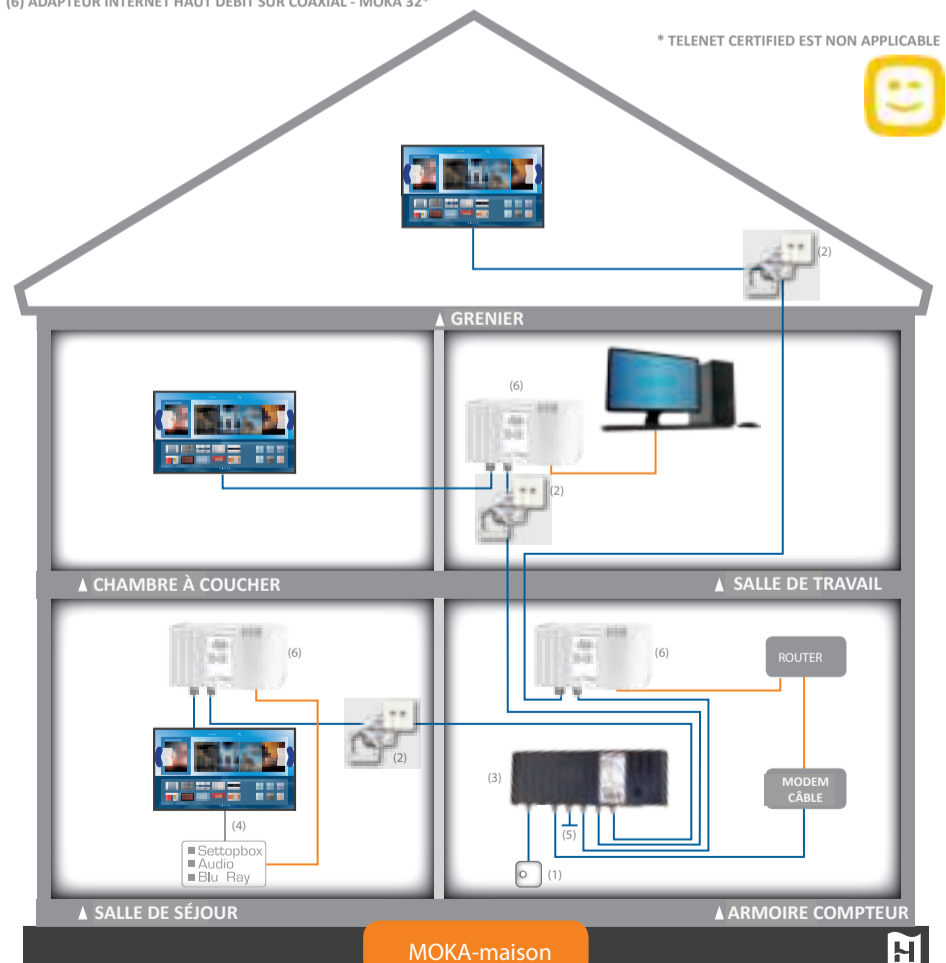 (6) ADAPTEUR INTERNET HAUT DÉBIT SUR COAXIAL - MOKA 32*
* TELENET CERTIFIED EST NON APPLICABLE
(2)
GRENIER
(6)
(2)
CHAMBRE À COUCHER
SALLE DE TRAVAIL
(6)
(6)
ROUTER
(2)
(3)
MODEM
CÂBLE
(4)
(5)
Settopbox
Audio
Blu Ray
(1)
SALLE DE SÉJOUR
ARMOIRE COMPTEUR
MOKA-maison
H